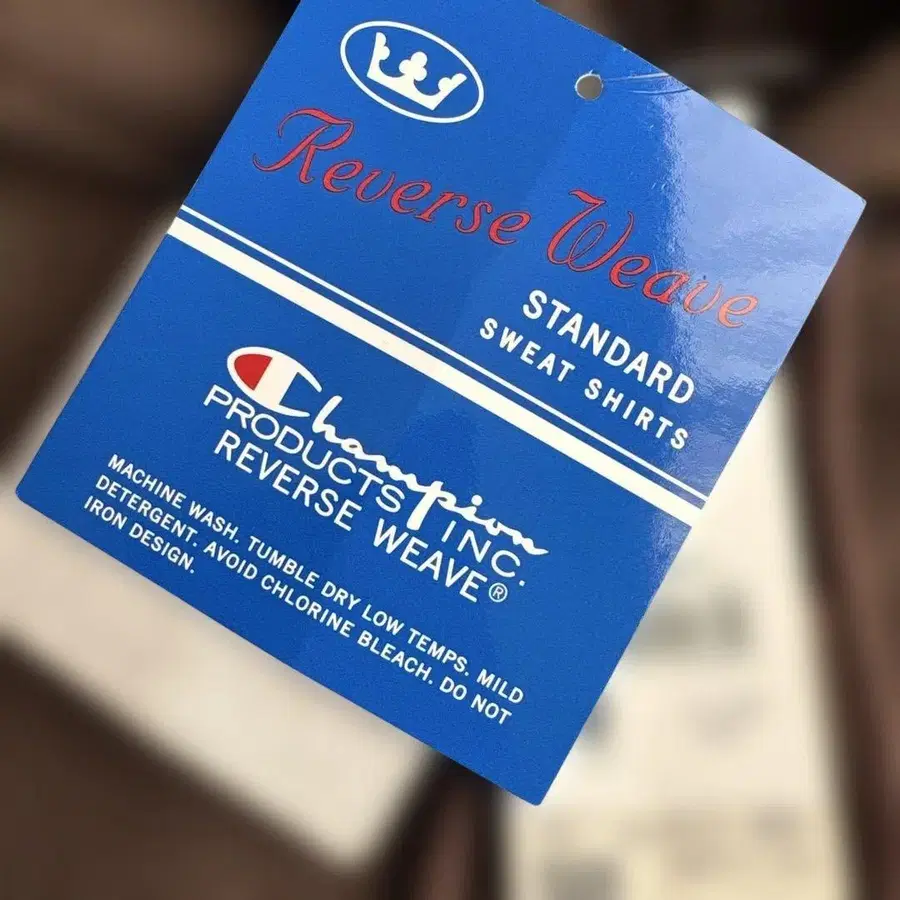 Reverse Weave
STANDARD
SWEAT SHIRTS
Champion
PRODUCTS INC.
REVERSE WEAVE®
MACHINE WASH. TUMBLE DRY LOW TEMPS. MILD
DETERGENT. AVOID CHLORINE BLEACH. DO NOT
IRON DESIGN.